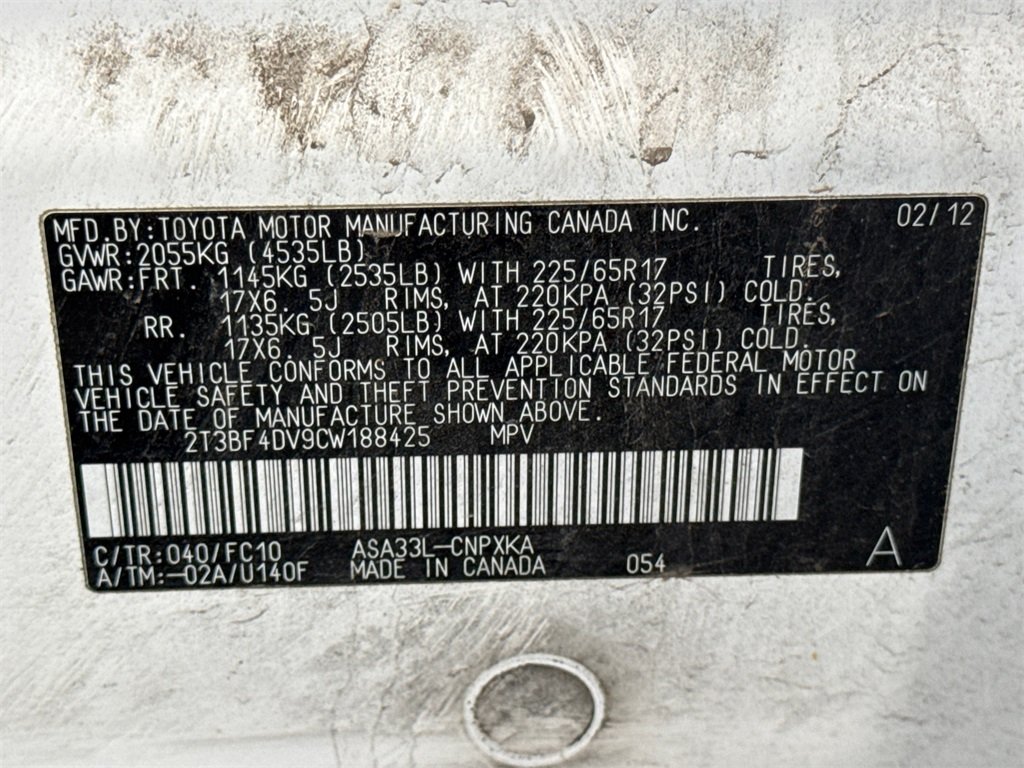 MFD.BY:TOYOTA MOTOR MANUFACTURING CANADA INC. 02/12
GVWR:2055KG (4535LB)
GAWR:FRT. 1145KG (2535LB) WITH 225/65R17 TIRES,
17X6.5J RIMS, AT 220KPA (32PSI) COLD.
RR. 1135KG (2505LB) WITH 225/65R17 TIRES,
17X6.5J RIMS, AT 220KPA (32PSI) COLD.
THIS VEHICLE CONFORMS TO ALL APPLICABLE FEDERAL MOTOR
VEHICLE SAFETY AND THEFT PREVENTION STANDARDS IN EFFECT ON
THE DATE OF MANUFACTURE SHOWN ABOVE.
2T3BF4DV9CW188425 MPV
C/TR:040/FC10 ASA33L-CNPXKA
A/TM:-02A/U140F MADE IN CANADA 054 A